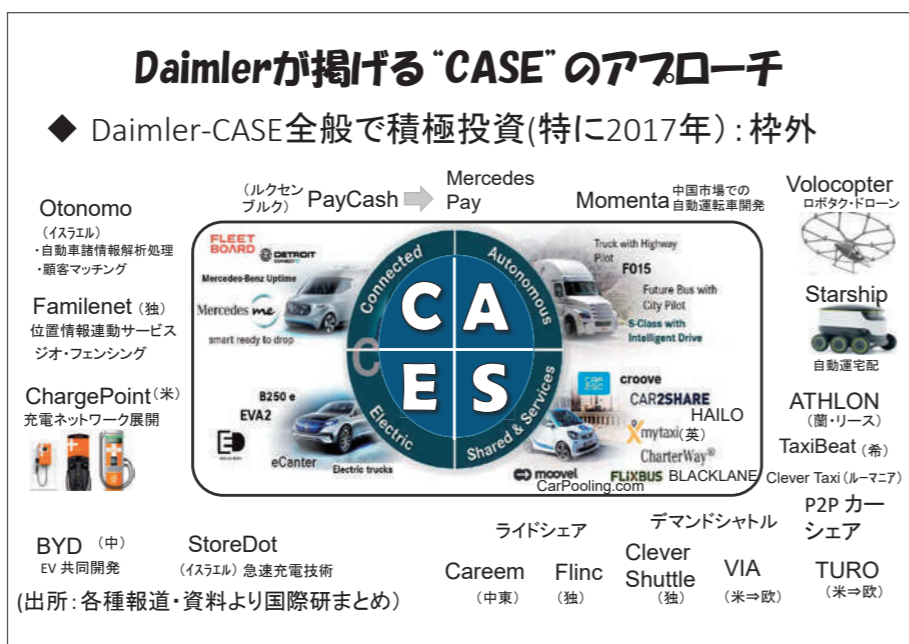 Daimlerが掲げる“CASE”のアプローチ
◆ Daimler-CASE全般で積極投資(特に2017年）: 枠外
Otonomo
（イスラエル）
・自動車諸情報解析処理
・顧客マッチング
（ルクセン
ブルク）
PayCash
Mercedes
Pay
Momenta
中国市場での
自動運転車開発
Volocopter
ロボタク・ドローン
Familenet（独）
位置情報連動サービス
ジオ・フェンシング
Starship
自動運宅配
ChargePoint（米）
充電ネットワーク展開
FLEET
BOARD
DETROIT
CONNECT
Mercedes-Benz Uptime
Mercedes me
smart ready to drop
Connected
Autonomous
C A
E S
Electric
Shared & Services
Truck with Highway
Pilot
F015
Future Bus with
City Pilot
S-Class with
Intelligent Drive
B250 e
EVA2
eCanter
Electric trucks
CAR2GO
croove
CAR2SHARE
HAILO
mytaxi（英）
CharterWay®
moovel
FLiXBUS
BLACKLANE
CarPooling.com
ATHLON
（蘭・リース）
TaxiBeat（希）
Clever Taxi（ルーマニア）
P2P カー
シェア
TURO
（米⇒欧）
BYD（中）
EV 共同開発
StoreDot
（イスラエル）急速充電技術
ライドシェア
Careem
（中東）
Flinc
（独）
デマンドシャトル
Clever
Shuttle
（独）
VIA
（米⇒欧）
(出所：各種報道・資料より国際研まとめ）